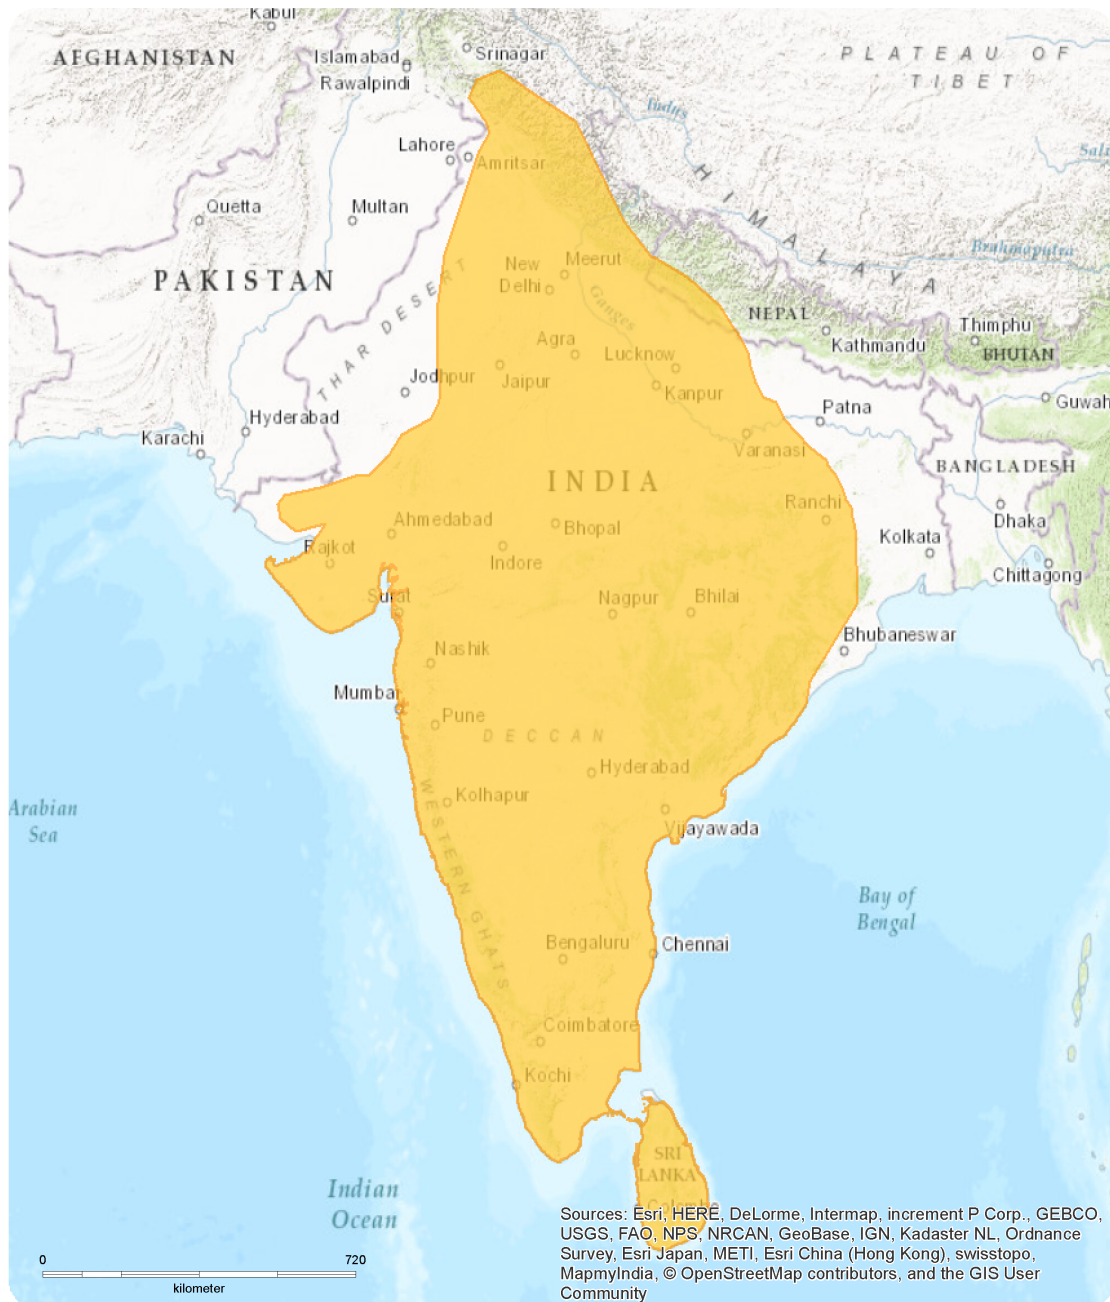 Kabul
AFGHANISTAN
Islamabad
Rawalpindi
Srinagar
PLATEAU OF
TIBET
Indus
Lahore
Amritsar
HIMALAYA
Quetta
Multan
Brahmaputra
PAKISTAN
New
Delhi
Meerut
THAR DESERT
Ganges
NEPAL
Kathmandu
Thimphu
BHUTAN
Agra
Lucknow
Jodhpur
Jaipur
Kanpur
Guwah
Hyderabad
Karachi
Patna
Varanasi
INDIA
BANGLADESH
Ranchi
Ahmedabad
Bhopal
Dhaka
Rajkot
Indore
Kolkata
Chittagong
Surat
Nagpur
Bhilai
Nashik
Bhubaneswar
Mumbai
Pune
DECCAN
Hyderabad
Kolhapur
Arabian
Sea
WESTERN GHATS
Vijayawada
Bay of
Bengal
Bengaluru
Chennai
Coimbatore
Kochi
SRI
LANKA
Colombo
Indian
Ocean
0 720
kilometer
Sources: Esri, HERE, DeLorme, Intermap, increment P Corp., GEBCO,
USGS, FAO, NPS, NRCAN, GeoBase, IGN, Kadaster NL, Ordnance
Survey, Esri Japan, METI, Esri China (Hong Kong), swisstopo,
MapmyIndia, © OpenStreetMap contributors, and the GIS User
Community